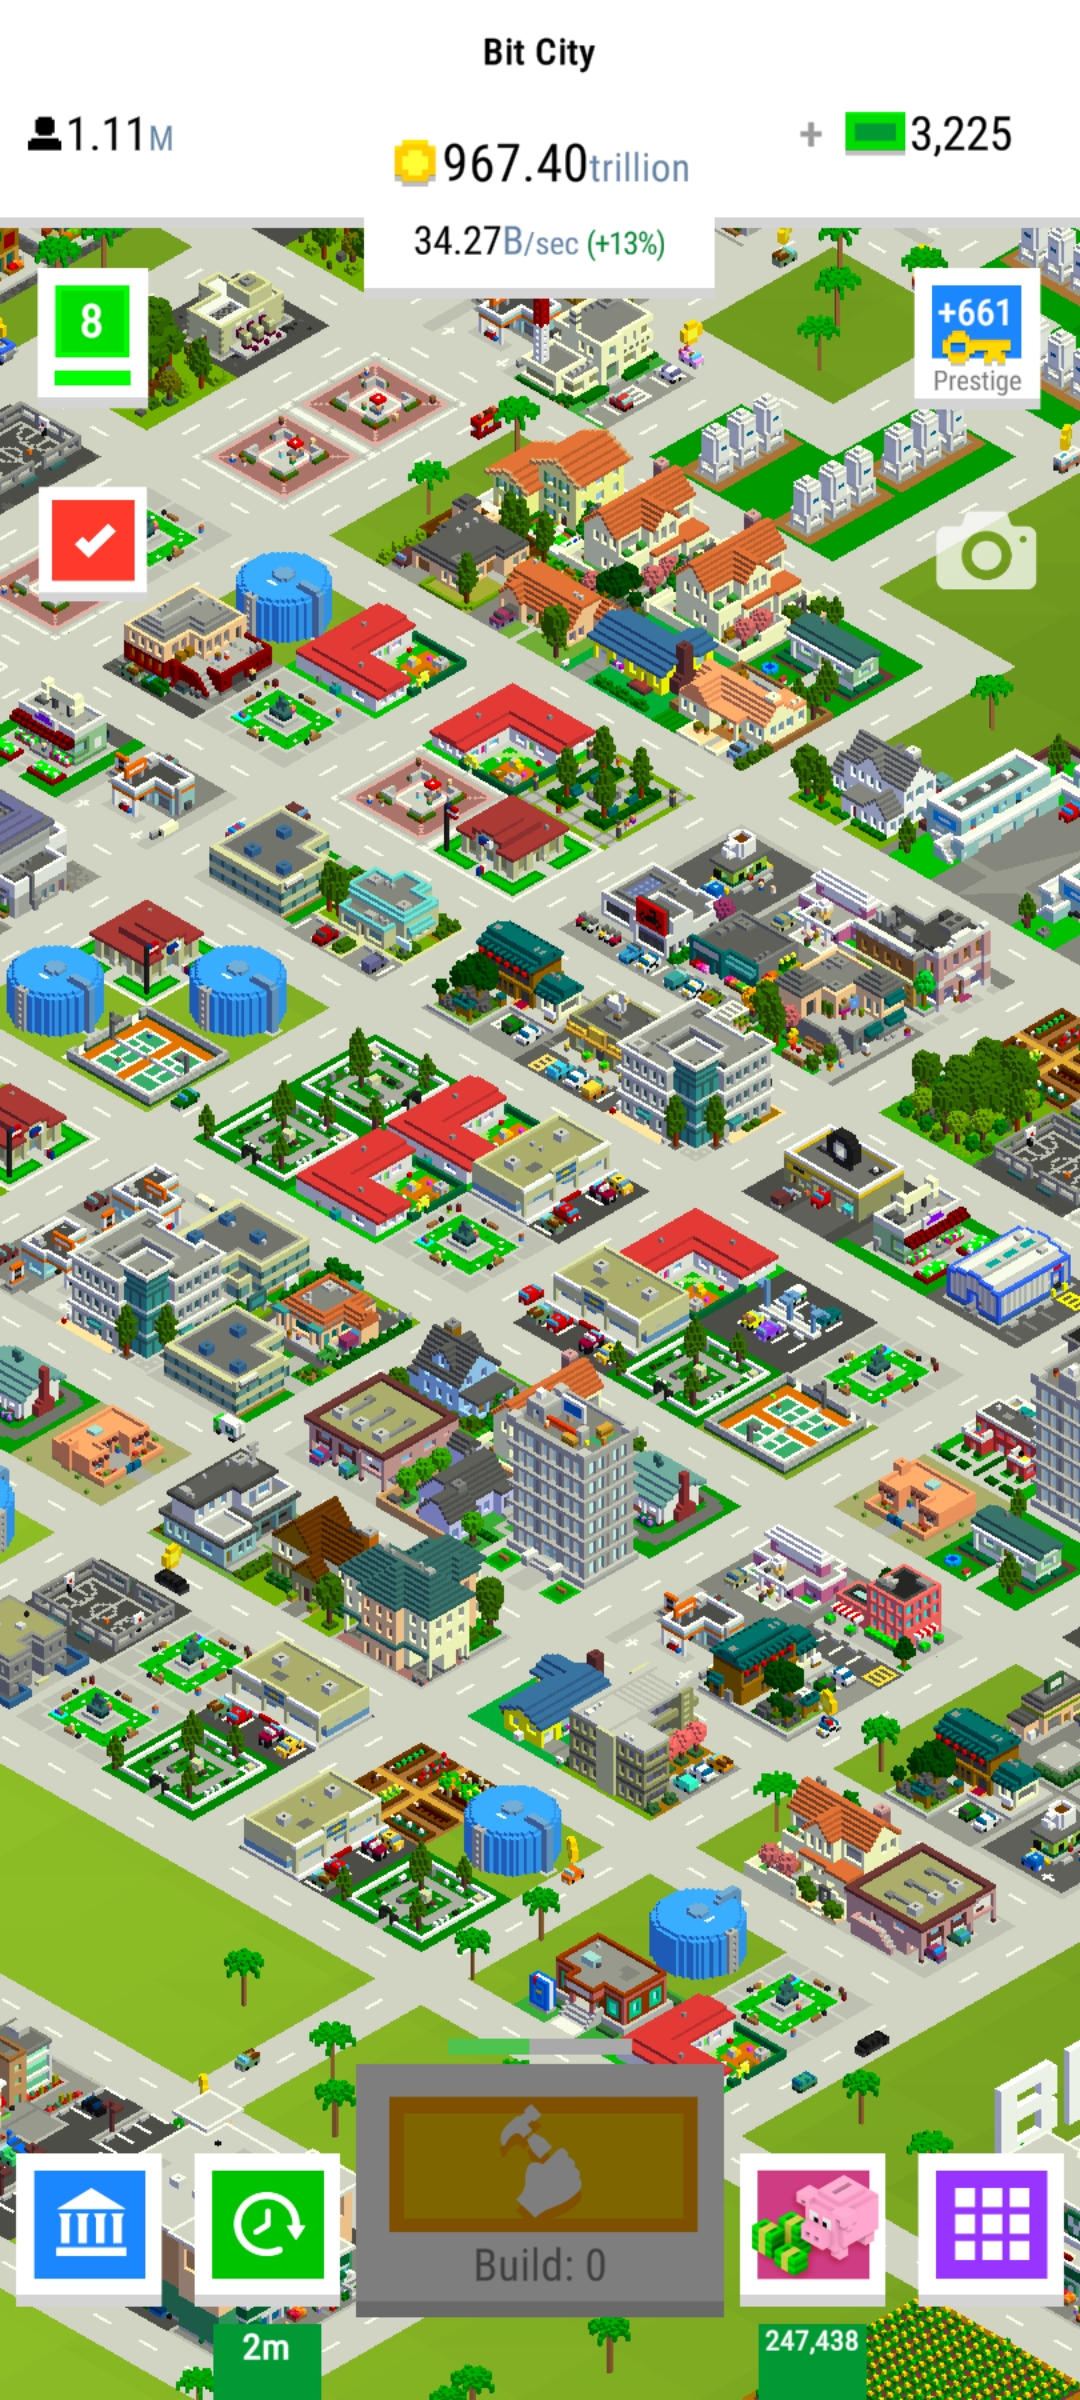 Bit City
1.11M
967.40trillion
+ 3,225
34.27B/sec (+13%)
8
+661
Prestige
Build: 0
2m
247,438